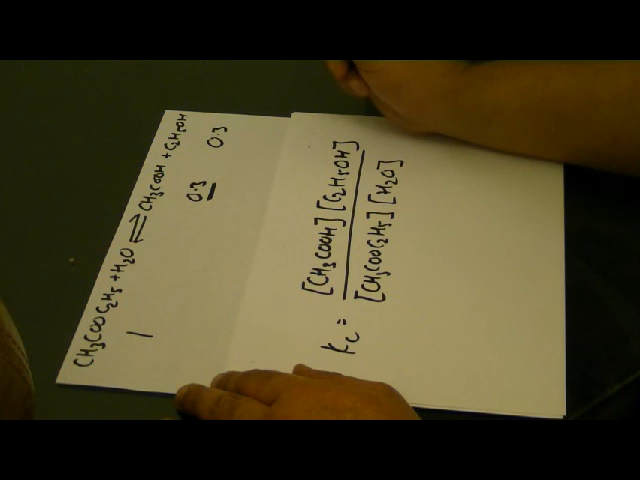 CH3COOC2H5 + H2O ⇌ CH3COOH + C2H5OH
1 0.3 0.3
Kc = [CH3COOH] [C2H5OH]
[CH3COOC2H5] [H2O]